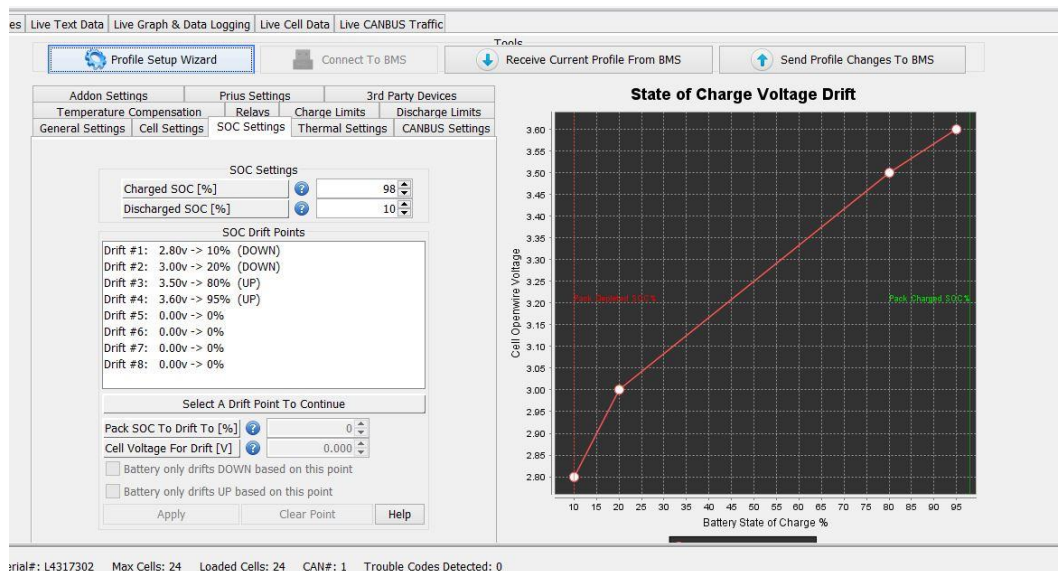 es Live Text Data Live Graph & Data Logging Live Cell Data Live CANBUS Traffic
Tools
Profile Setup Wizard Connect To BMS Receive Current Profile From BMS Send Profile Changes To BMS
Addon Settings Prius Settings 3rd Party Devices
Temperature Compensation Relays Charge Limits Discharge Limits
General Settings Cell Settings SOC Settings Thermal Settings CANBUS Settings
SOC Settings
Charged SOC [%] ? 98
Discharged SOC [%] ? 10
SOC Drift Points
Drift #1: 2.80v -> 10% (DOWN)
Drift #2: 3.00v -> 20% (DOWN)
Drift #3: 3.50v -> 80% (UP)
Drift #4: 3.60v -> 95% (UP)
Drift #5: 0.00v -> 0%
Drift #6: 0.00v -> 0%
Drift #7: 0.00v -> 0%
Drift #8: 0.00v -> 0%
Select A Drift Point To Continue
Pack SOC To Drift To [%] ? 0
Cell Voltage For Drift [V] ? 0.000
Battery only drifts DOWN based on this point
Battery only drifts UP based on this point
Apply Clear Point Help
State of Charge Voltage Drift
Cell Openwire Voltage
3.60
3.55
3.50
3.45
3.40
3.35
3.30
3.25
3.20
3.15
3.10
3.05
3.00
2.95
2.90
2.85
2.80
Pack SOC%
Pack Charged SOC%
10 15 20 25 30 35 40 45 50 55 60 65 70 75 80 85 90 95
Battery State of Charge %
erial#: L4317302 Max Cells: 24 Loaded Cells: 24 CAN#: 1 Trouble Codes Detected: 0